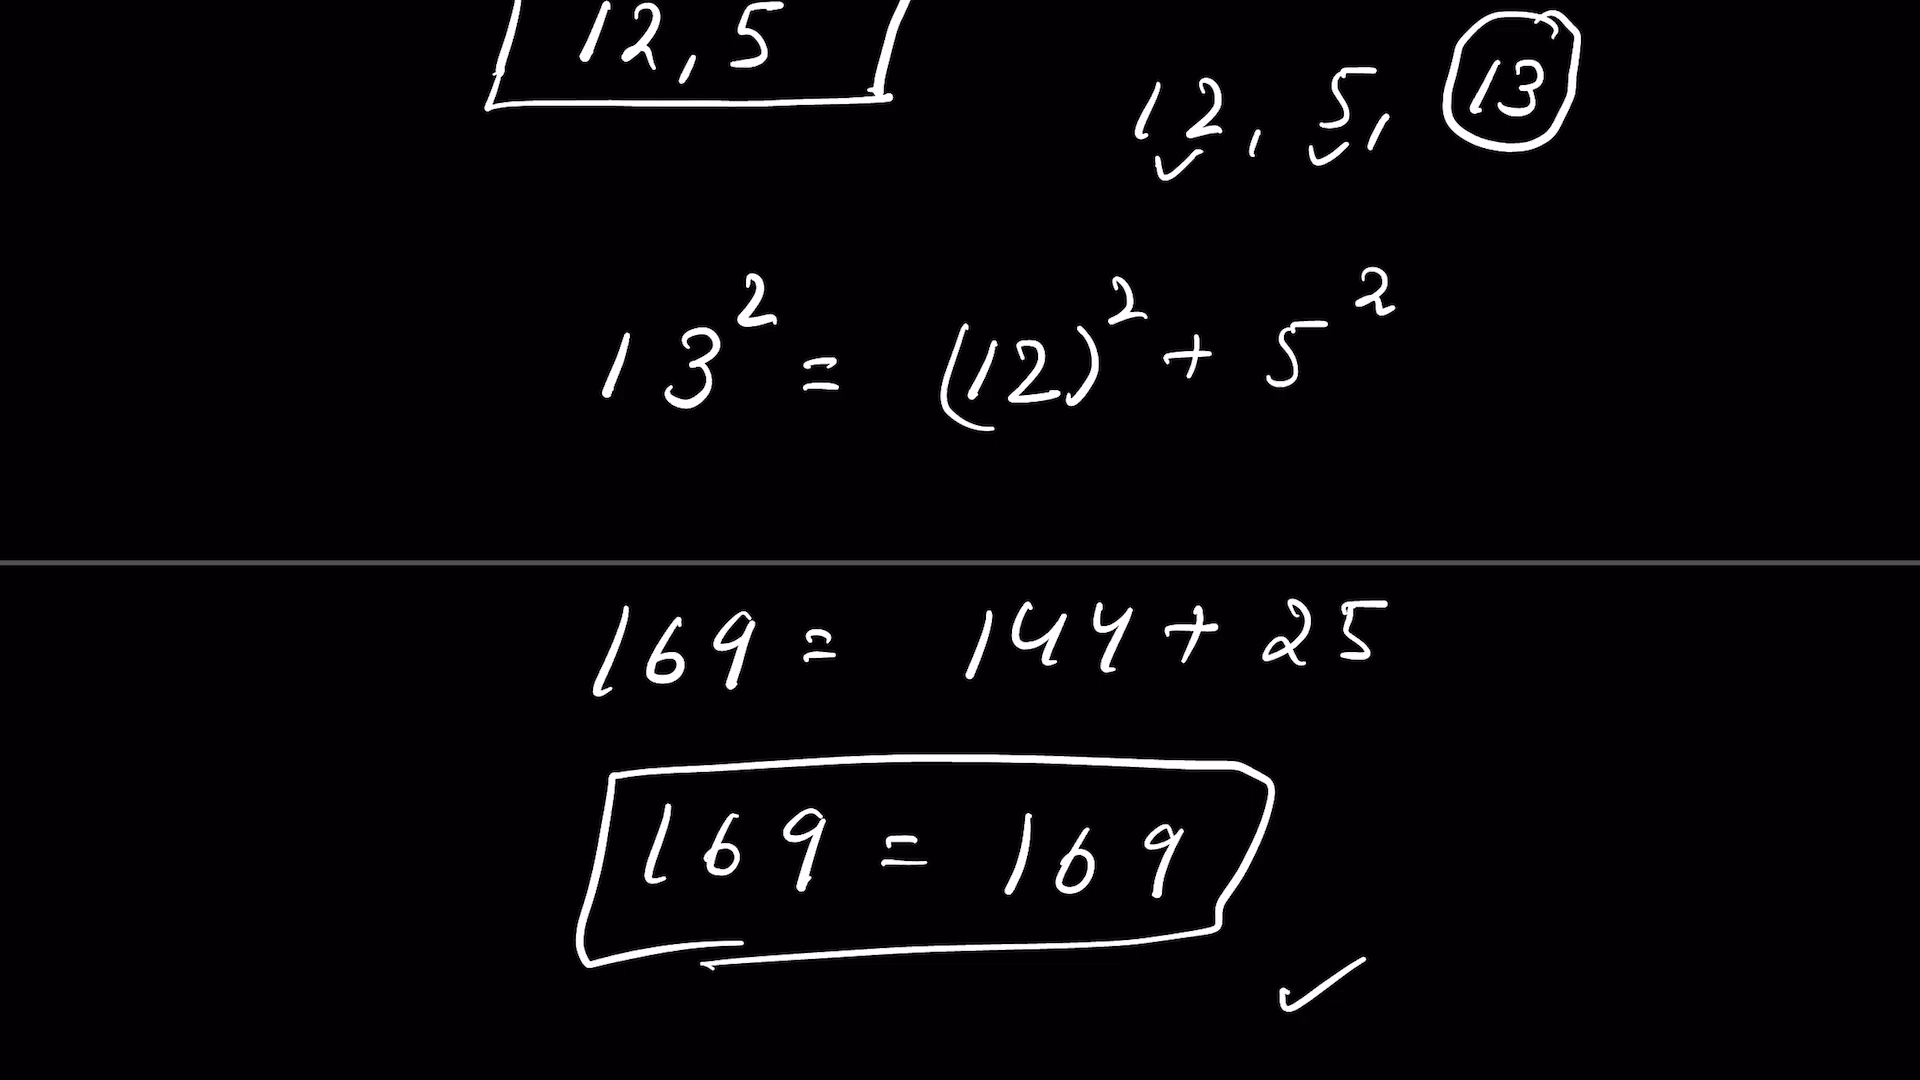 12, 5
12, 5, 13
13² = (12)² + 5²
169 = 144 + 25
169 = 169